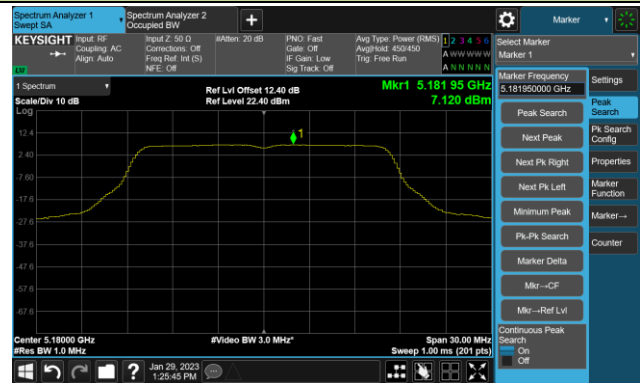 Spectrum Analyzer 1
Swept SA
Spectrum Analyzer 2
Occupied BW
+
Marker
KEYSIGHT
Input: RF
Coupling: AC
Align: Auto
Input Z: 50 Ω
Corrections: Off
Freq Ref: Int (S)
NFE: Off
#Atten: 20 dB
PNO: Fast
Gate: Off
IF Gain: Low
Sig Track: Off
Avg Type: Power (RMS)
Avg|Hold: 450/450
Trig: Free Run
1 2 3 4 5 6
A W W W W W
A N N N N N
Select Marker
Marker 1
1 Spectrum
Scale/Div 10 dB
Log
Ref Lvl Offset 12.40 dB
Ref Level 22.40 dBm
Mkr1 5.181 95 GHz
7.120 dBm
12.4
2.40
-7.60
-17.6
-27.6
-37.6
-47.6
-57.6
-67.6
1
Center 5.18000 GHz
#Res BW 1.0 MHz
#Video BW 3.0 MHz*
Span 30.00 MHz
Sweep 1.00 ms (201 pts)
Marker Frequency
5.181950000 GHz
Peak Search
Next Peak
Next Pk Right
Next Pk Left
Minimum Peak
Pk-Pk Search
Marker Delta
Mkr→CF
Mkr→Ref Lvl
Continuous Peak
Search
On
Off
Settings
Peak
Search
Pk Search
Config
Properties
Marker
Function
Marker→
Counter
?
Jan 29, 2023
1:25:45 PM